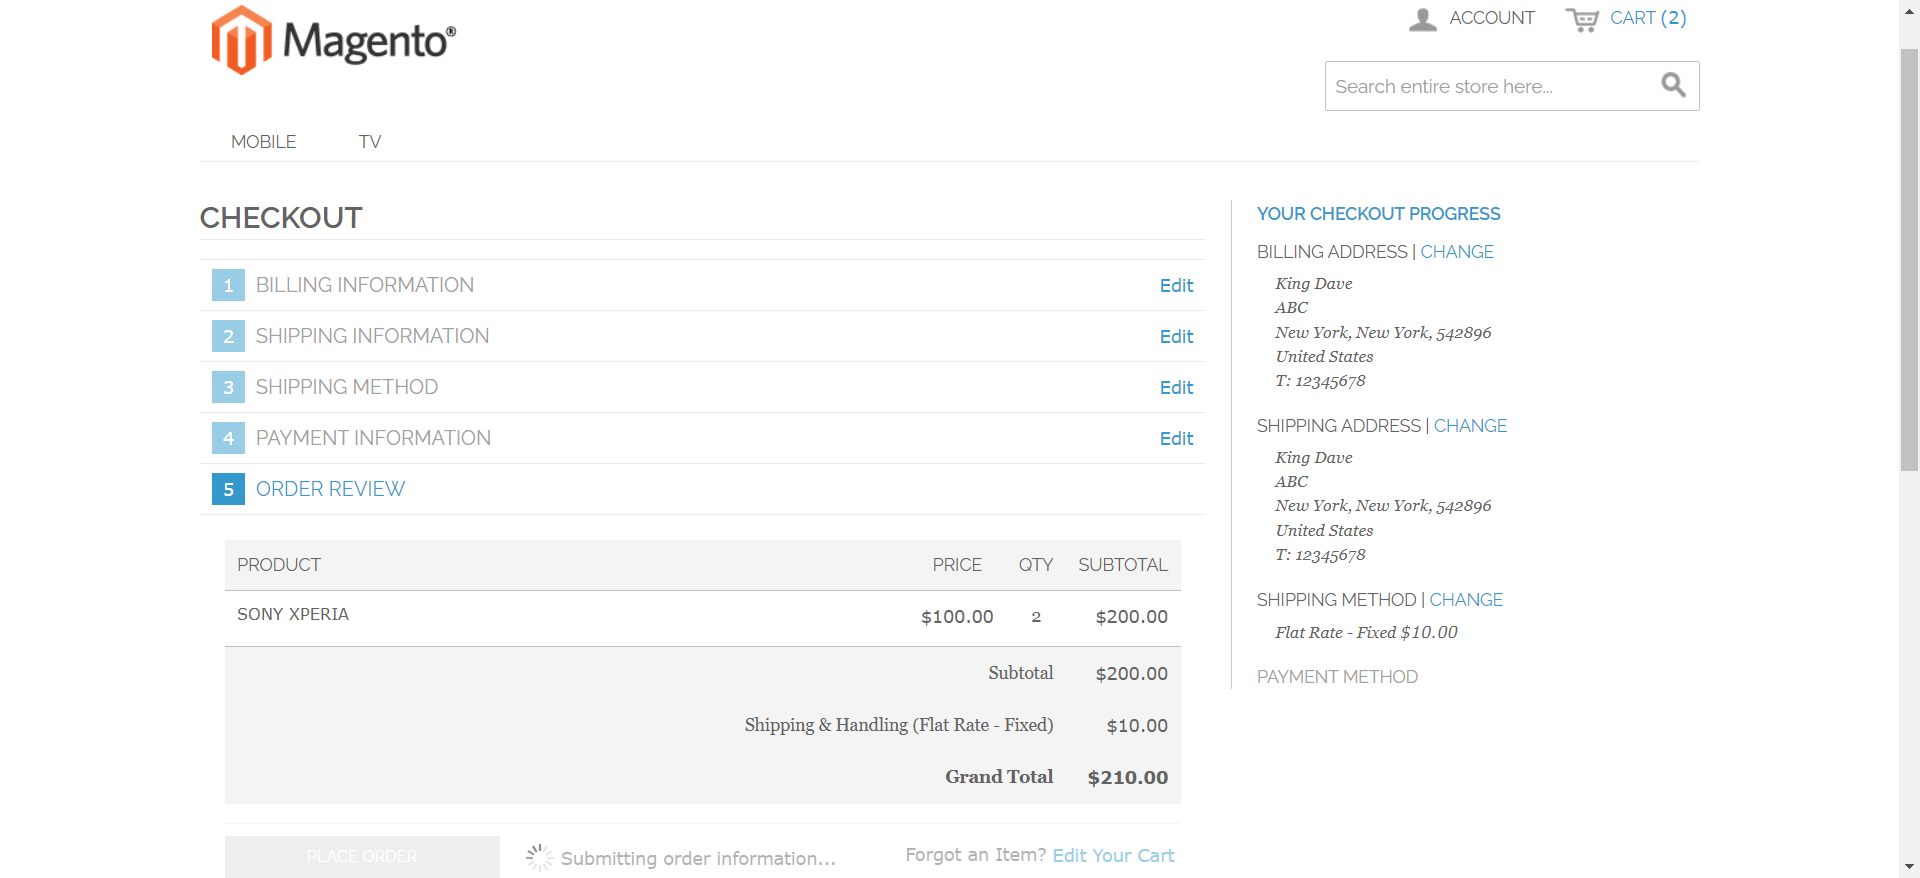 Magento®
ACCOUNT
CART (2)
Search entire store here...
MOBILE
TV
CHECKOUT
1 BILLING INFORMATION Edit
2 SHIPPING INFORMATION Edit
3 SHIPPING METHOD Edit
4 PAYMENT INFORMATION Edit
5 ORDER REVIEW
PRODUCT PRICE QTY SUBTOTAL
SONY XPERIA $100.00 2 $200.00
Subtotal $200.00
Shipping & Handling (Flat Rate - Fixed) $10.00
Grand Total $210.00
PLACE ORDER
Submitting order information...
Forgot an Item? Edit Your Cart
YOUR CHECKOUT PROGRESS
BILLING ADDRESS | CHANGE
King Dave
ABC
New York, New York, 542896
United States
T: 12345678
SHIPPING ADDRESS | CHANGE
King Dave
ABC
New York, New York, 542896
United States
T: 12345678
SHIPPING METHOD | CHANGE
Flat Rate - Fixed $10.00
PAYMENT METHOD